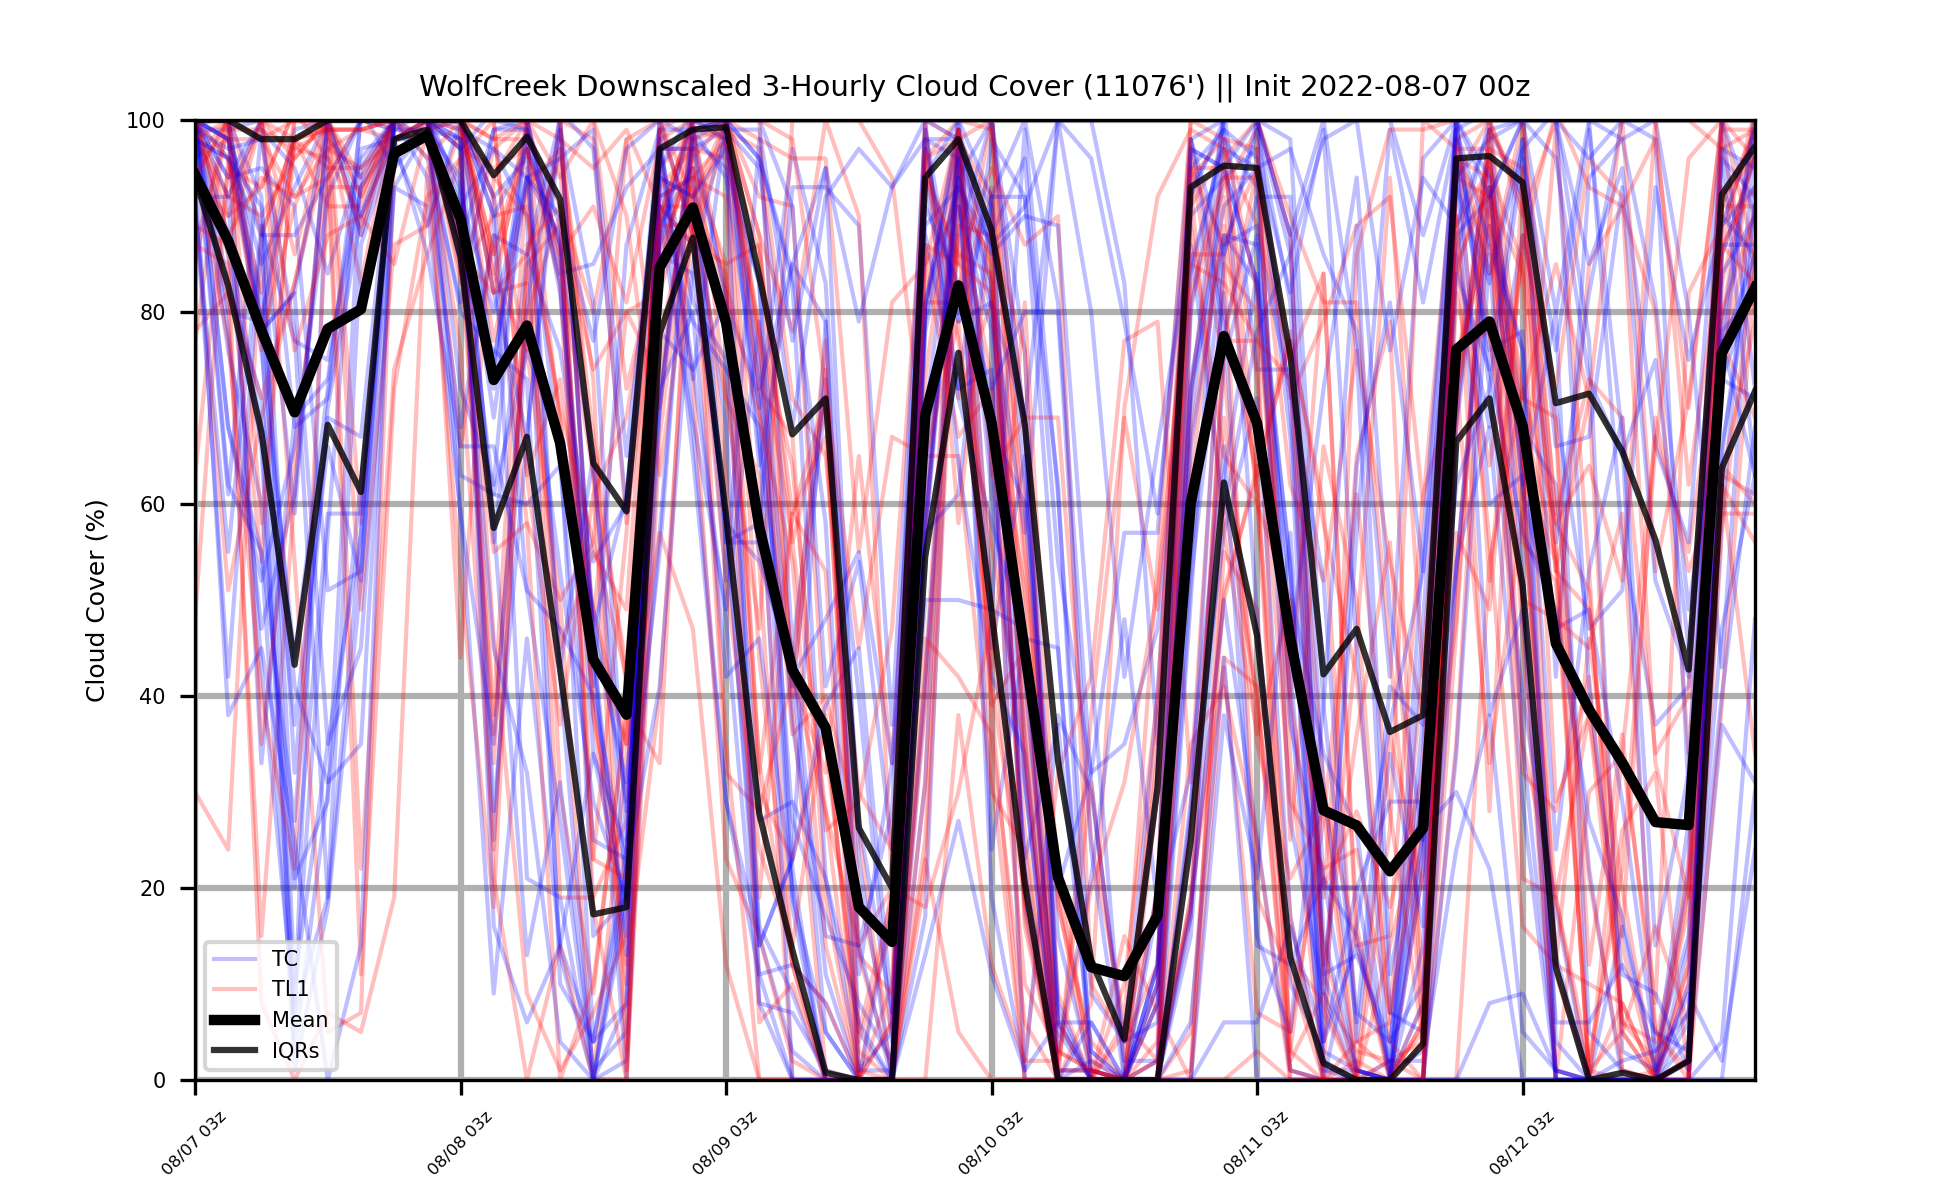 WolfCreek Downscaled 3-Hourly Cloud Cover (11076') || Init 2022-08-07 00z
Cloud Cover (%)
100
80
60
40
20
0
TC
TL1
Mean
IQRs
08/07 03z
08/08 03z
08/09 03z
08/10 03z
08/11 03z
08/12 03z